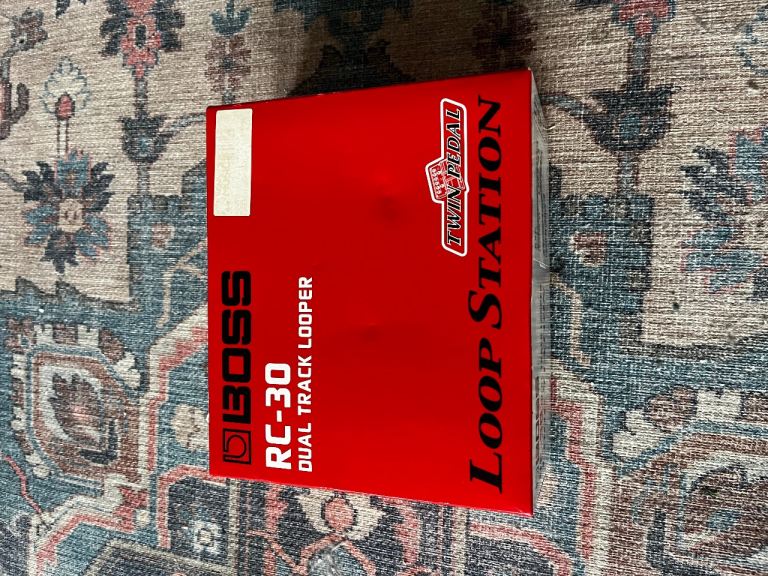 BOSS
RC-30
DUAL TRACK LOOPER
TWIN PEDAL
LOOP STATION